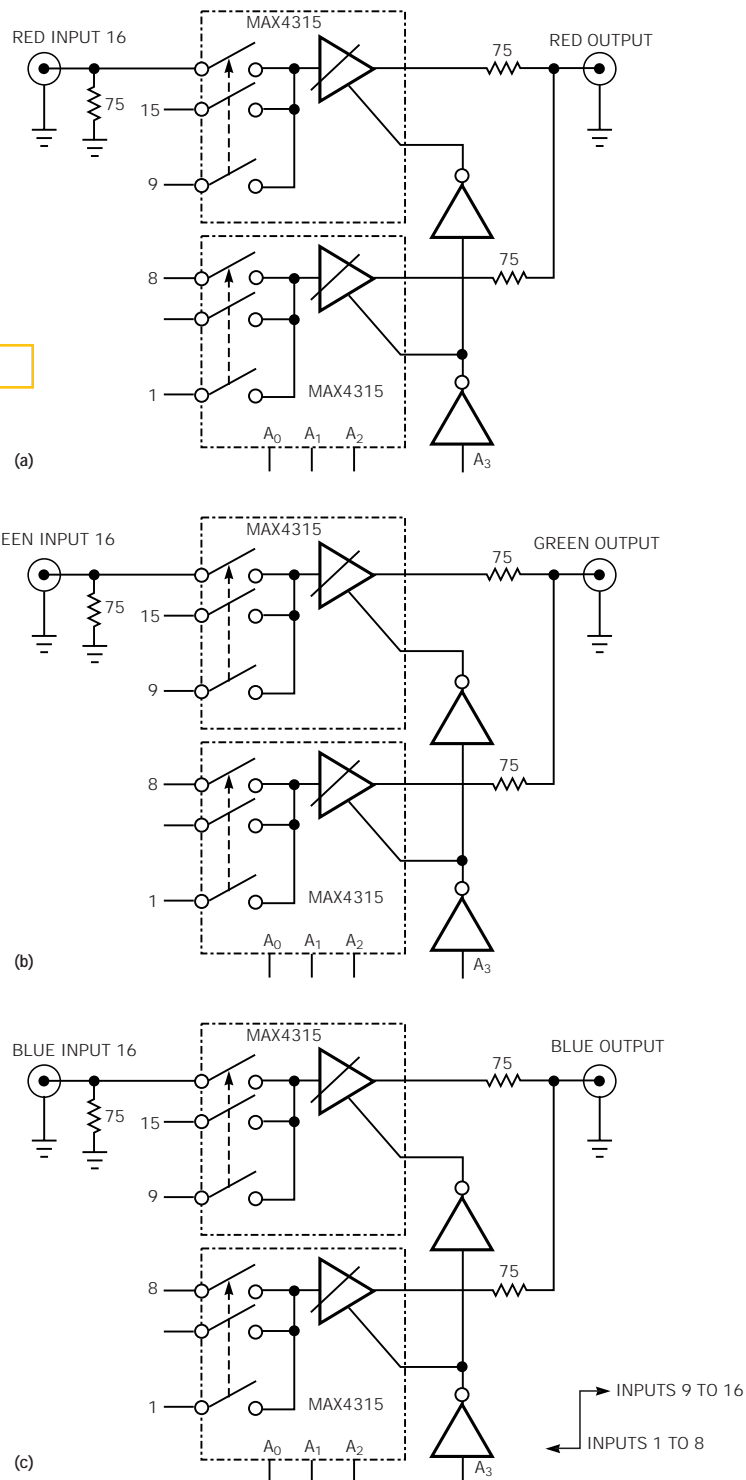 MAX4315
RED INPUT 16
75
RED OUTPUT
75
15
9
75
8
1
MAX4315
A0 A1 A2
A3
(a)
MAX4315
EEN INPUT 16
75
GREEN OUTPUT
75
15
9
75
8
1
MAX4315
A0 A1 A2
A3
(b)
MAX4315
BLUE INPUT 16
75
BLUE OUTPUT
75
15
9
75
8
1
MAX4315
INPUTS 9 TO 16
INPUTS 1 TO 8
A0 A1 A2
A3
(c)